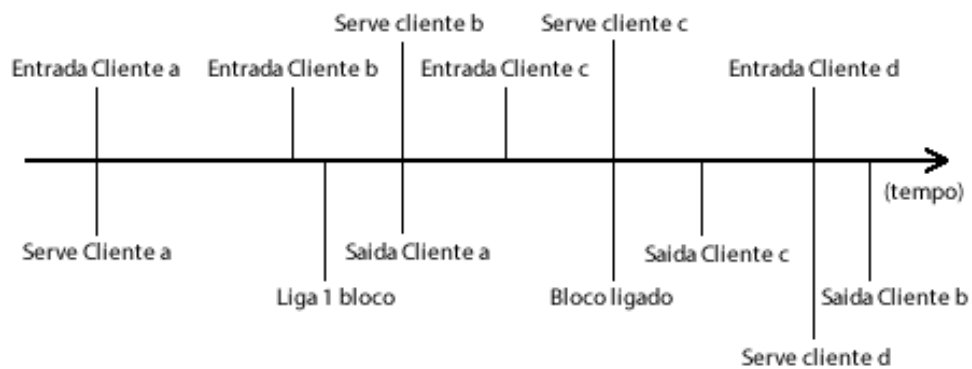 Serve cliente b
Serve cliente c
Entrada Cliente a
Entrada Cliente b
Entrada Cliente c
Entrada Cliente d
(tempo)
Serve Cliente a
Saida Cliente a
Saida Cliente c
Liga 1 bloco
Bloco ligado
Saida Cliente b
Serve cliente d